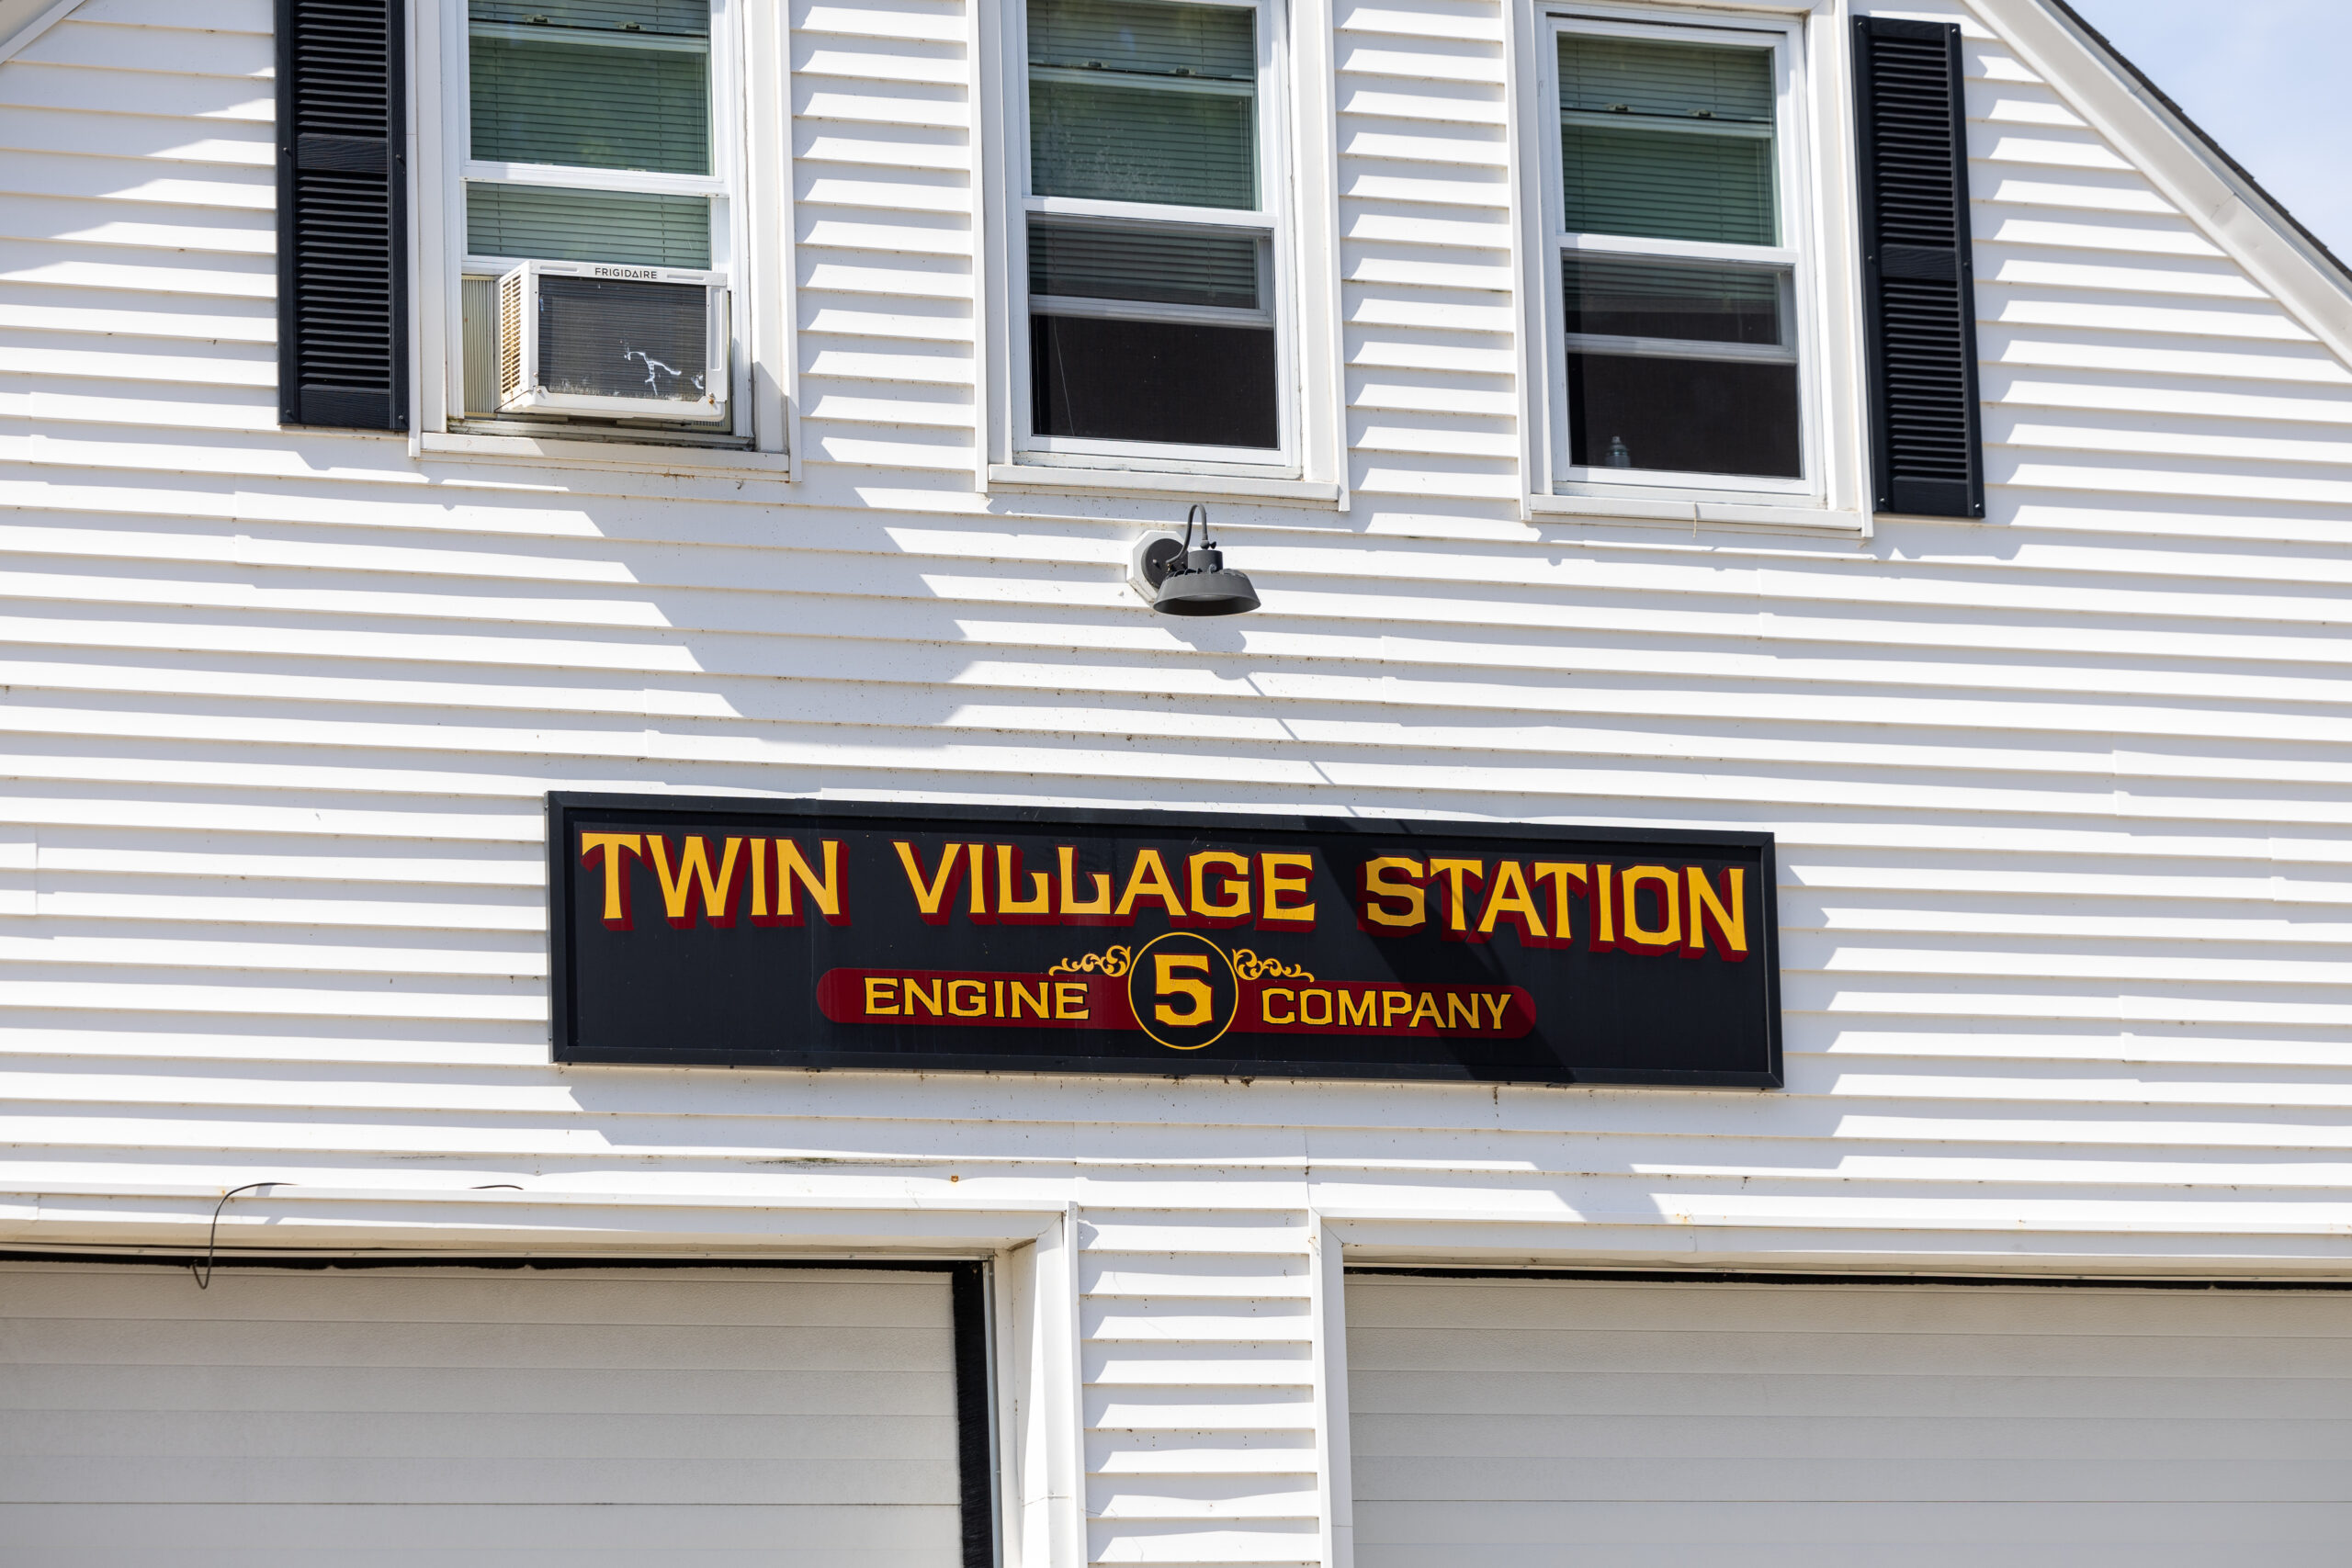 FRIGIDAIRE
TWIN VILLAGE STATION
ENGINE 5 COMPANY